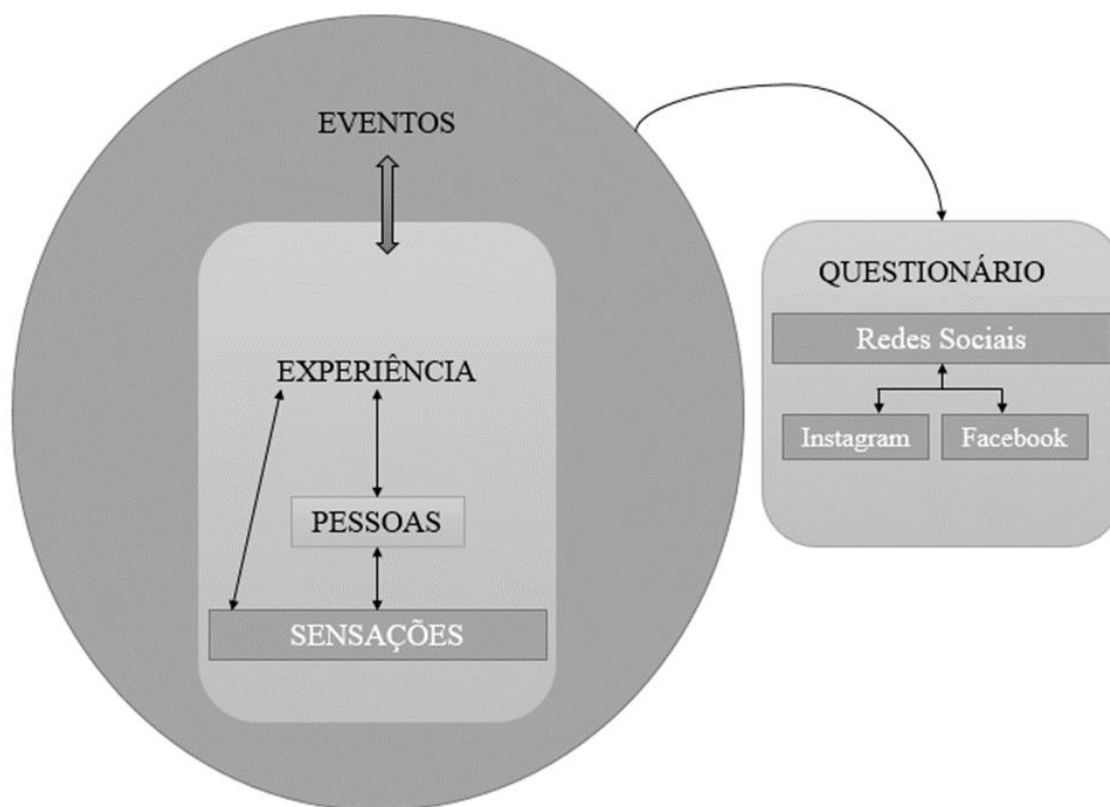 EVENTOS
EXPERIÊNCIA
PESSOAS
SENSAÇÕES
QUESTIONÁRIO
Redes Sociais
Instagram
Facebook